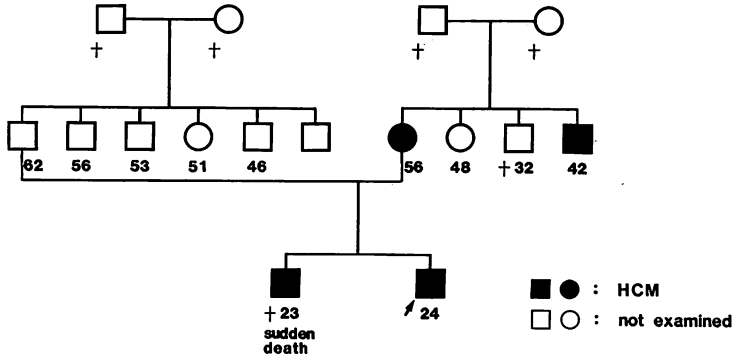 † † † †
62 56 53 51 46 56 48 †32 42
†23 24
sudden
death
: HCM
: not examined